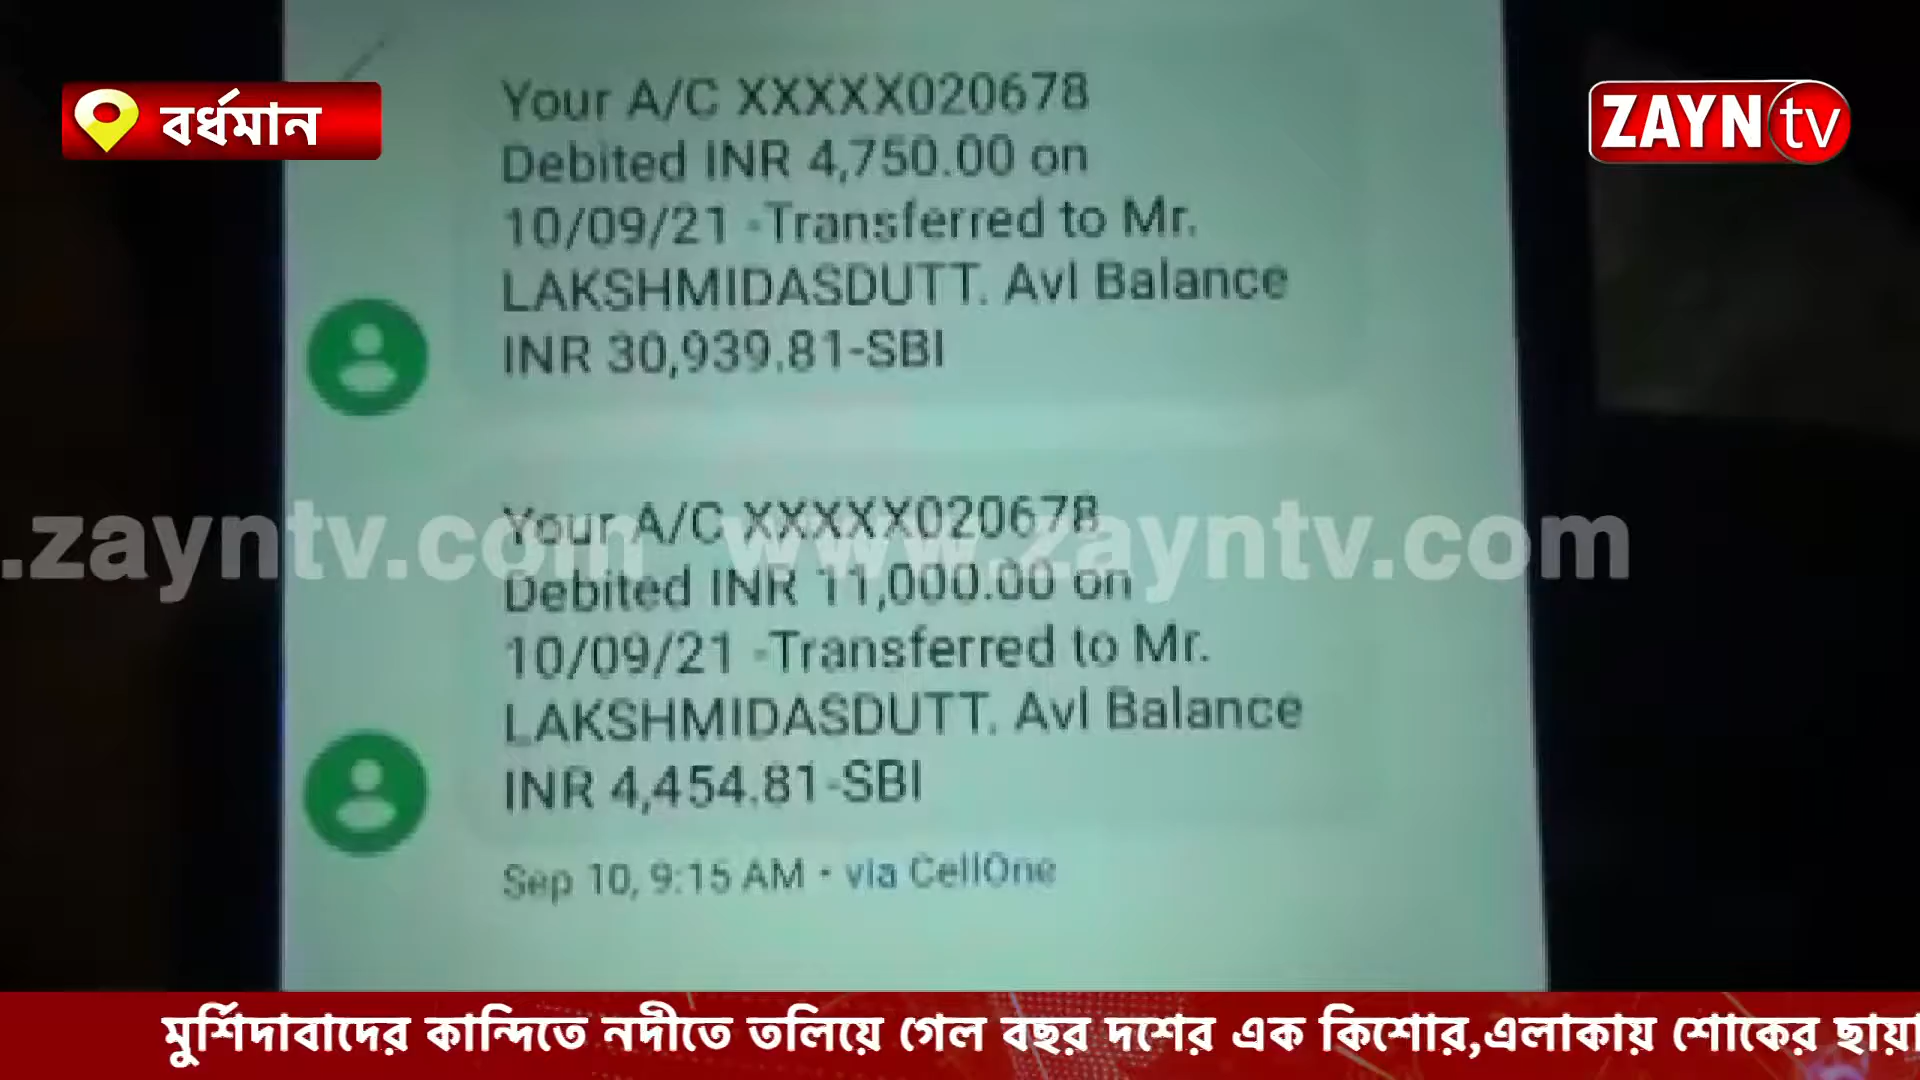 বর্ধমান
ZAYN tv
Your A/C XXXXX020678
Debited INR 4,750.00 on
10/09/21 -Transferred to Mr.
LAKSHMIDASDUTT. Avl Balance
INR 30,939.81-SBI
Your A/C XXXXX020678
Debited INR 11,000.00 on
10/09/21 -Transferred to Mr.
LAKSHMIDASDUTT. Avl Balance
INR 4,454.81-SBI
Sep 10, 9:15 AM • via CellOne
.zayntv.com www.zayntv.com
মুর্শিদাবাদের কান্দিতে নদীতে তলিয়ে গেল বছর দশের এক কিশোর,এলাকায় শোকের ছায়া